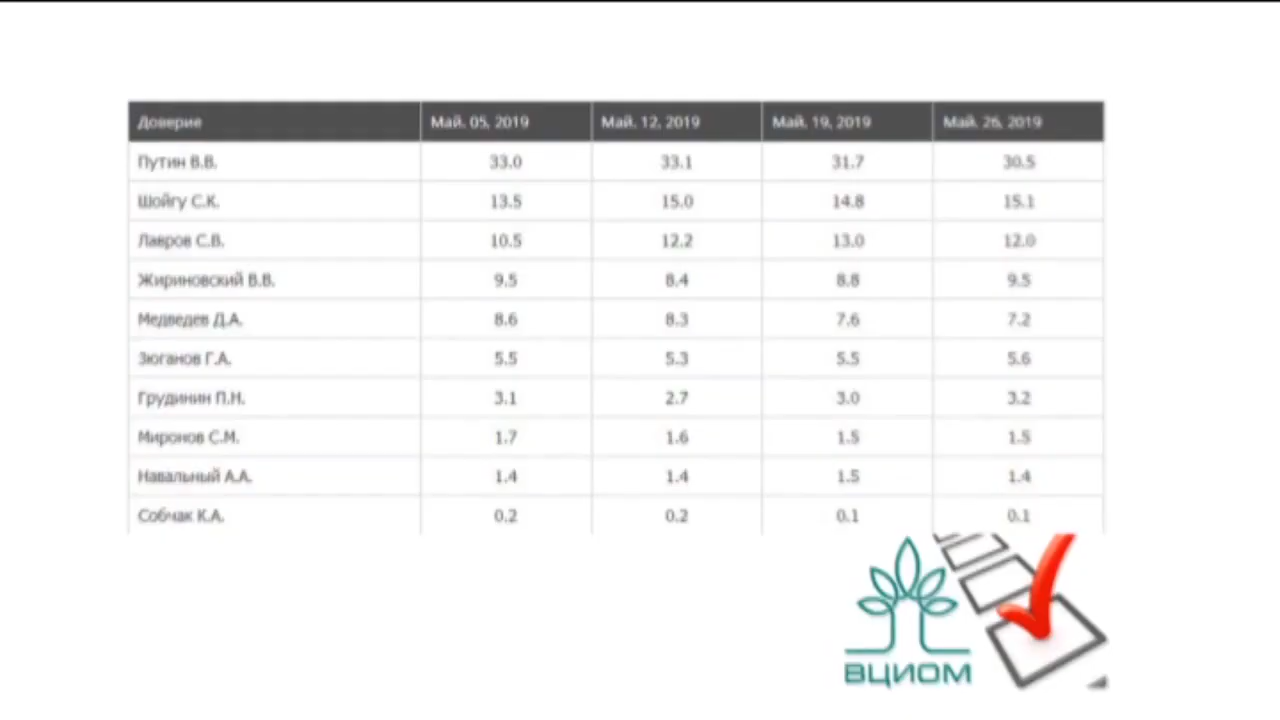 Доверие Май. 05, 2019 Май. 12, 2019 Май. 19, 2019 Май. 26, 2019
Путин В.В. 33.0 33.1 31.7 30.5
Шойгу С.К. 13.5 15.0 14.8 15.1
Лавров С.В. 10.5 12.2 13.0 12.0
Жириновский В.В. 9.5 8.4 8.8 9.5
Медведев Д.А. 8.6 8.3 7.6 7.2
Зюганов Г.А. 5.5 5.3 5.5 5.6
Грудинин П.Н. 3.1 2.7 3.0 3.2
Миронов С.М. 1.7 1.6 1.5 1.5
Навальный А.А. 1.4 1.4 1.5 1.4
Собчак К.А. 0.2 0.2 0.1 0.1
ВЦИОМ